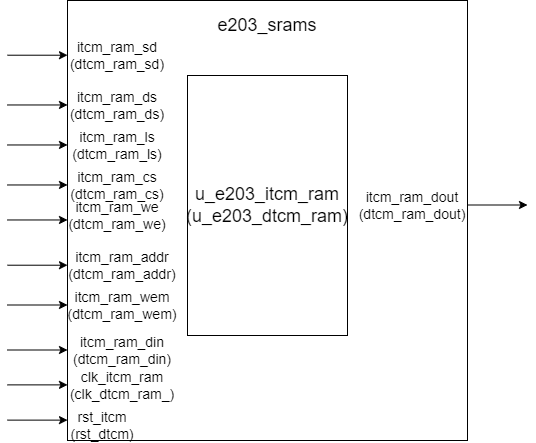 e203_srams
itcm_ram_sd
(dtcm_ram_sd)
itcm_ram_ds
(dtcm_ram_ds)
itcm_ram_ls
(dtcm_ram_ls)
itcm_ram_cs
(dtcm_ram_cs)
itcm_ram_we
(dtcm_ram_we)
itcm_ram_addr
(dtcm_ram_addr)
itcm_ram_wem
(dtcm_ram_wem)
itcm_ram_din
(dtcm_ram_din)
clk_itcm_ram
(clk_dtcm_ram_)
rst_itcm
(rst_dtcm)
u_e203_itcm_ram
(u_e203_dtcm_ram)
itcm_ram_dout
(dtcm_ram_dout)